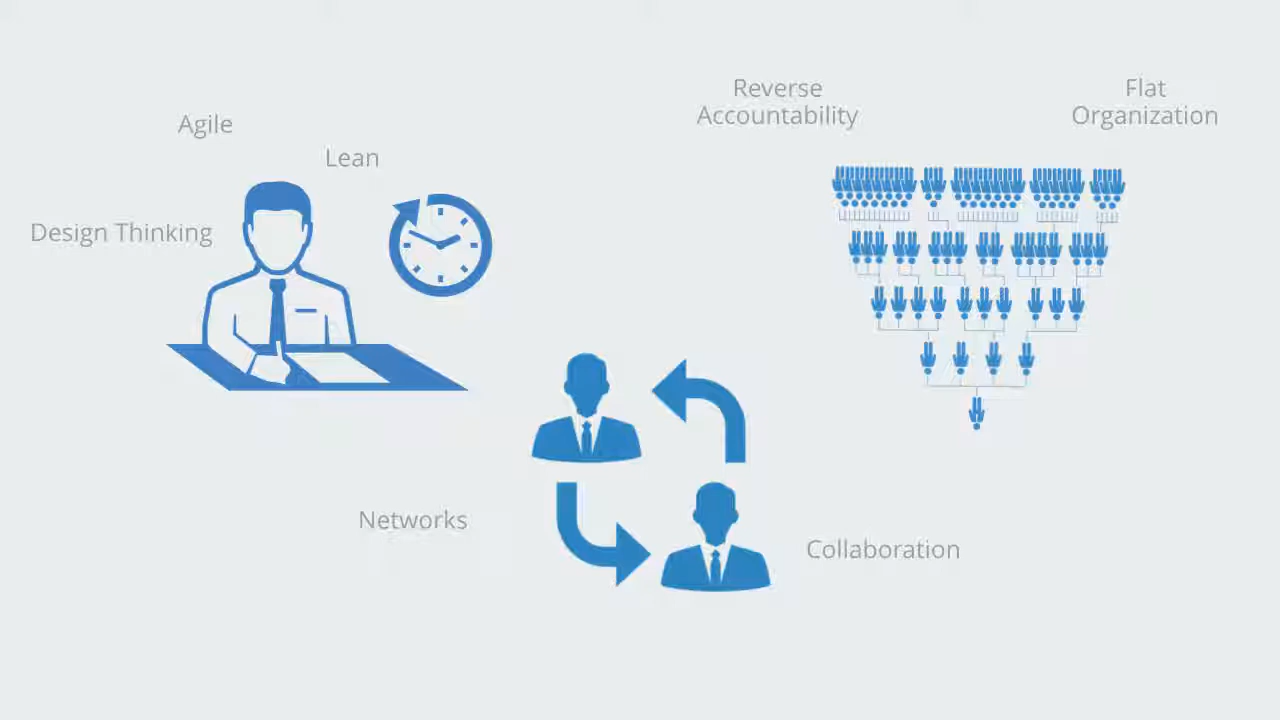 Reverse
Accountability
Flat
Organization
Agile
Lean
Design Thinking
Networks
Collaboration